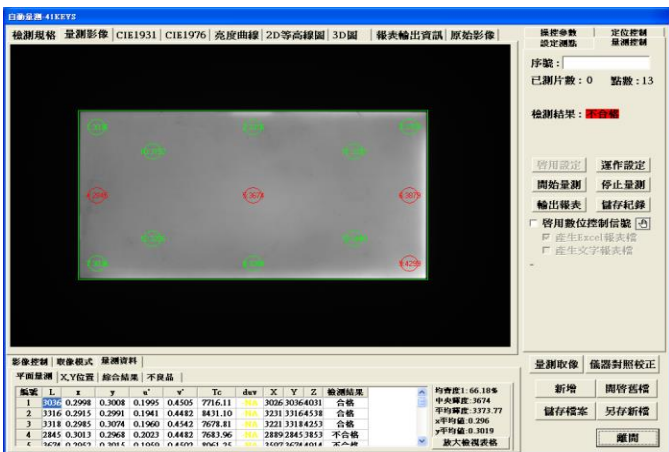 自動量測-41KEYS
檢測規格 量測影像 CIE1931 CIE1976 亮度曲線 2D等高線圖 3D圖 報表輸出資訊 原始影像
操控參數 定位控制
設定測點 量測控制
序號：
已測片數：0 點數：13
檢測結果：不合格
啓用設定 運作設定
開始量測 停止量測
輸出報表 儲存紀錄
啓用數位控制信號
產生Excel報表檔
產生文字報表檔
影像控制 取像模式 量測資料
平面量測 X,Y位置 綜合結果 不良品
編號 L x y u' v' Tc duv X Y Z 檢測結果
1 3036 0.2998 0.3008 0.1995 0.4505 7716.11 NA 3026 3036 4031 合格
2 3316 0.2915 0.2991 0.1941 0.4482 8431.10 NA 3231 3316 4538 合格
3 3318 0.2985 0.3074 0.1960 0.4542 7678.81 NA 3221 3318 4253 合格
4 2845 0.3013 0.2968 0.2023 0.4482 7683.96 NA 2889 2845 3853 不合格
均齊度1: 66.18%
中央輝度:3674
平均輝度:3373.77
x平均值:0.296
y平均值:0.3019
放大檢視表格
量測取像 儀器對照校正
新增 開啓舊檔
儲存檔案 另存新檔
離開